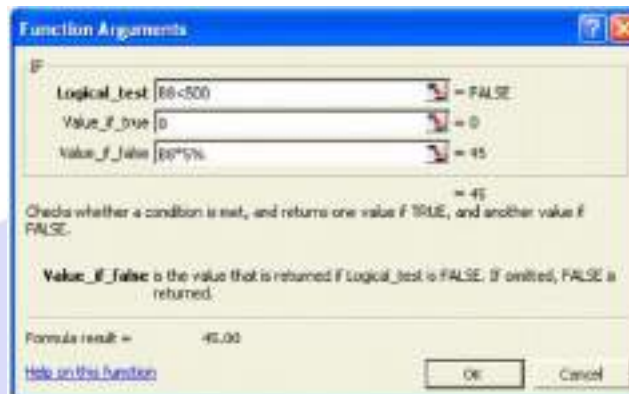 Function Arguments
IF
Logical_test B8<500 = FALSE
Value_if_true 0 = 0
Value_if_false B8*5% = 45
= 45
Checks whether a condition is met, and returns one value if TRUE, and another value if
FALSE.
Value_if_false is the value that is returned if Logical_test is FALSE. If omitted, FALSE is
returned.
Formula result = 45.00
Help on this function OK Cancel